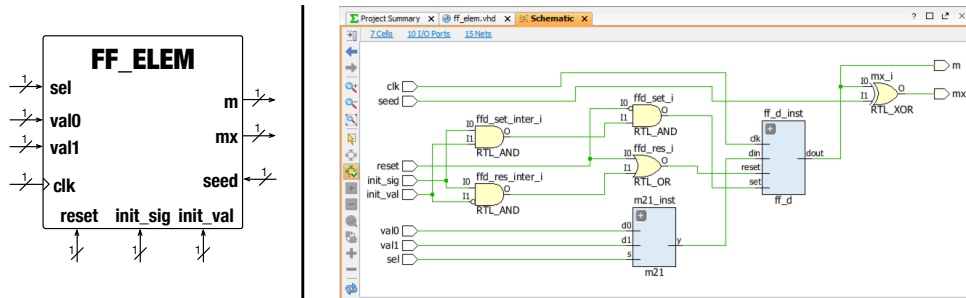 FF_ELEM
1 sel
1 val0
1 val1
1 clk
m 1
mx 1
seed 1
reset init_sig init_val
1 1 1
Project Summary ff_elem.vhd Schematic
7 Cells 10 I/O Ports 15 Nets
clk
seed
reset
init_sig
init_val
val0
val1
sel
ffd_set_inter_i
I0 O
I1
RTL_AND
ffd_res_inter_i
I0 O
I1
RTL_AND
ffd_set_i
I0 O
I1
RTL_AND
ffd_res_i
I0 O
I1
RTL_OR
m21_inst
d0
d1 y
s
m21
ff_d_inst
clk
din dout
reset
set
ff_d
mx_i
I0 O
I1
RTL_XOR
m
mx